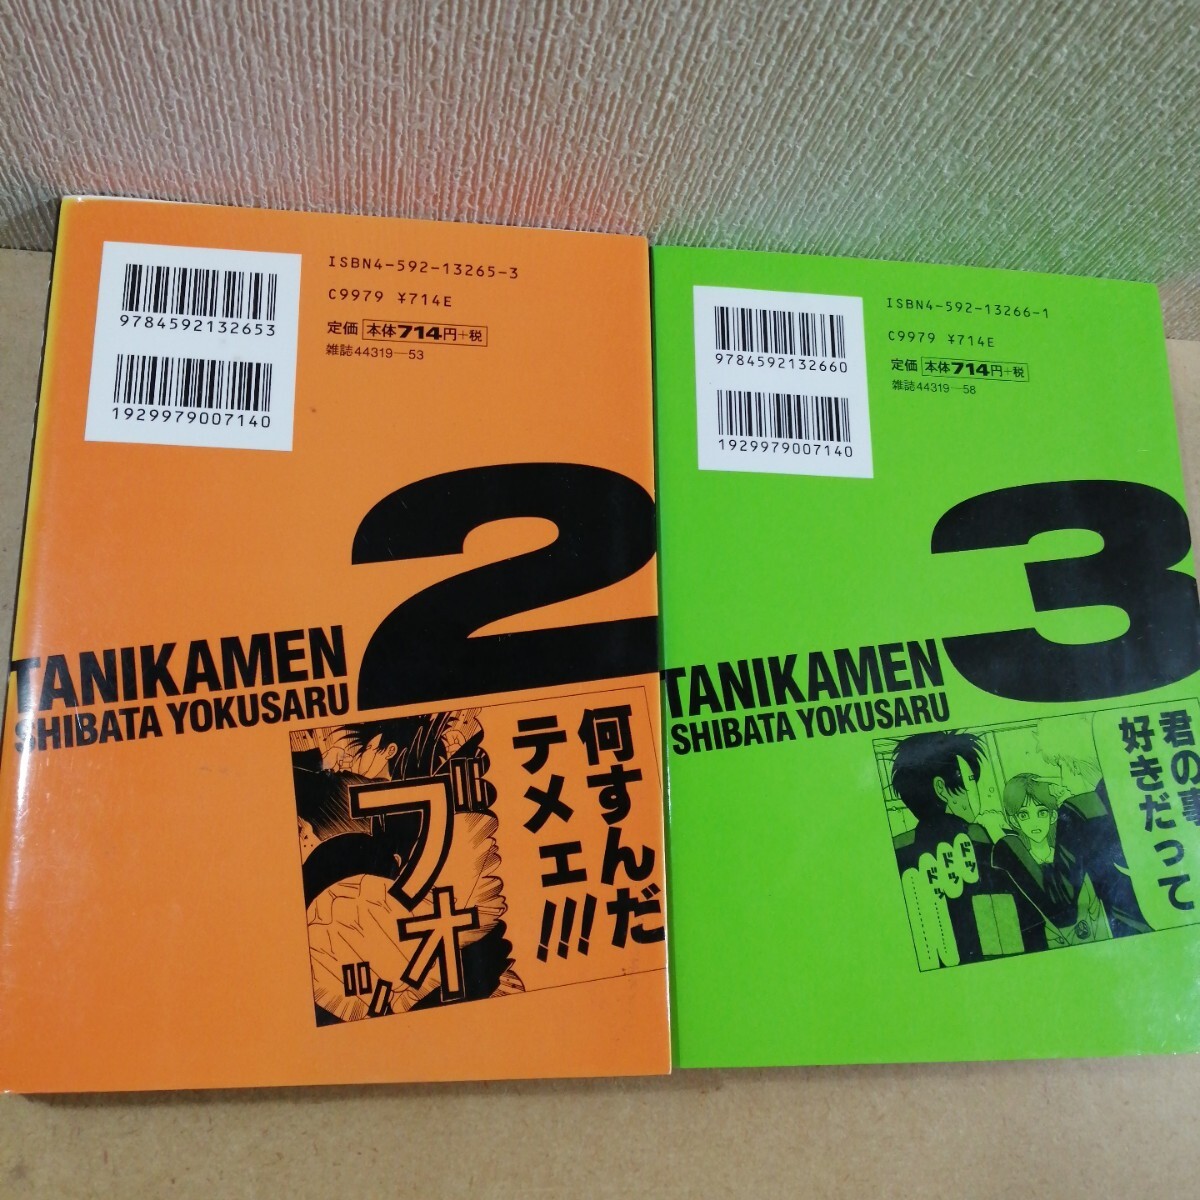 ISBN4-592-13265-3
C9979 ¥714E
定価 本体714円+税
雑誌44319-53
9784592132653
1929979007140
2
TANIKAMEN
SHIBATA YOKUSARU
何すんだ
テメェ!!!
ブオ
ISBN4-592-13266-1
C9979 ¥714E
定価 本体714円+税
雑誌44319-58
9784592132660
1929979007140
3
TANIKAMEN
SHIBATA YOKUSARU
君の事
好きだって
ドッ
ドッ
ドッ